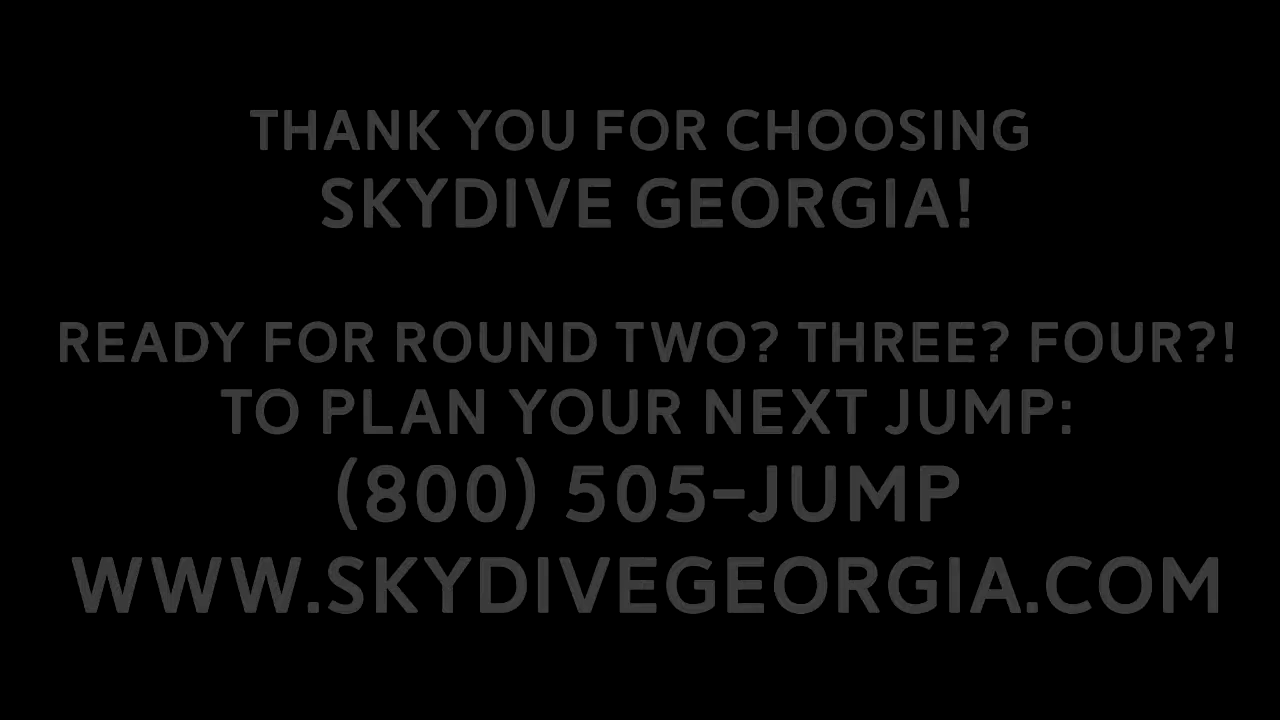 THANK YOU FOR CHOOSING
SKYDIVE GEORGIA!
READY FOR ROUND TWO? THREE? FOUR?!
TO PLAN YOUR NEXT JUMP:
(800) 505-JUMP
WWW.SKYDIVEGEORGIA.COM